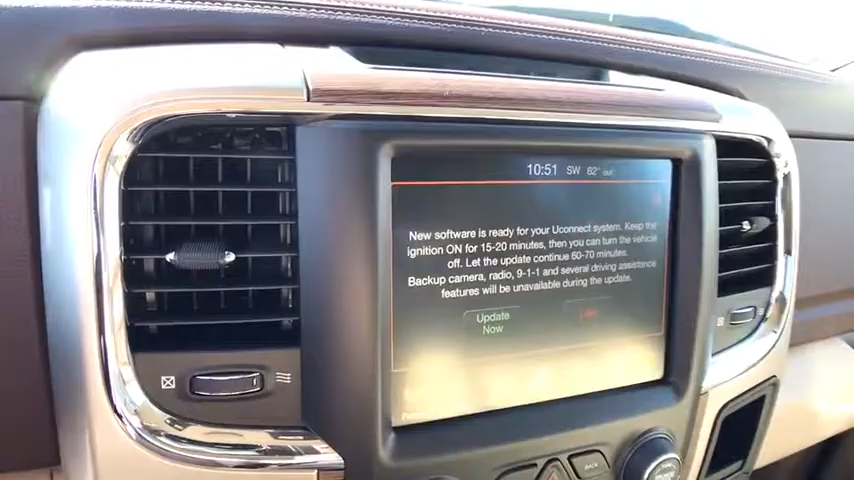 10:51 SW 62° out
New software is ready for your Uconnect system. Keep the
ignition ON for 15-20 minutes, then you can turn the vehicle
off. Let the update continue 60-70 minutes.
Backup camera, radio, 9-1-1 and several driving assistance
features will be unavailable during the update.
Update
Now
BACK